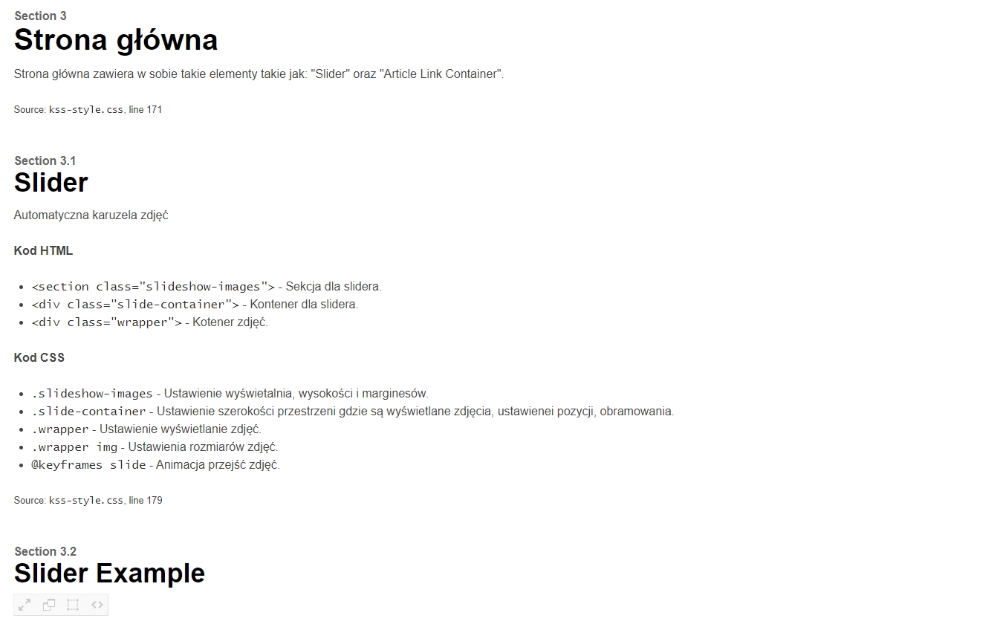 Section 3
Strona główna
Strona główna zawiera w sobie takie elementy takie jak: "Slider" oraz "Article Link Container".
Source: kss-style.css, line 171
Section 3.1
Slider
Automatyczna karuzela zdjęć
Kod HTML
<section class="slideshow-images"> - Sekcja dla slidera.
<div class="slide-container"> - Kontener dla slidera.
<div class="wrapper"> - Kotener zdjęć.
Kod CSS
.slideshow-images - Ustawienie wyświetalnia, wysokości i marginesów.
.slide-container - Ustawienie szerokości przestrzeni gdzie są wyświetlane zdjęcia, ustawienei pozycji, obramowania.
.wrapper - Ustawienie wyświetlanie zdjęć.
.wrapper img - Ustawienia rozmiarów zdjęć.
@keyframes slide - Animacja przejść zdjęć.
Source: kss-style.css, line 179
Section 3.2
Slider Example